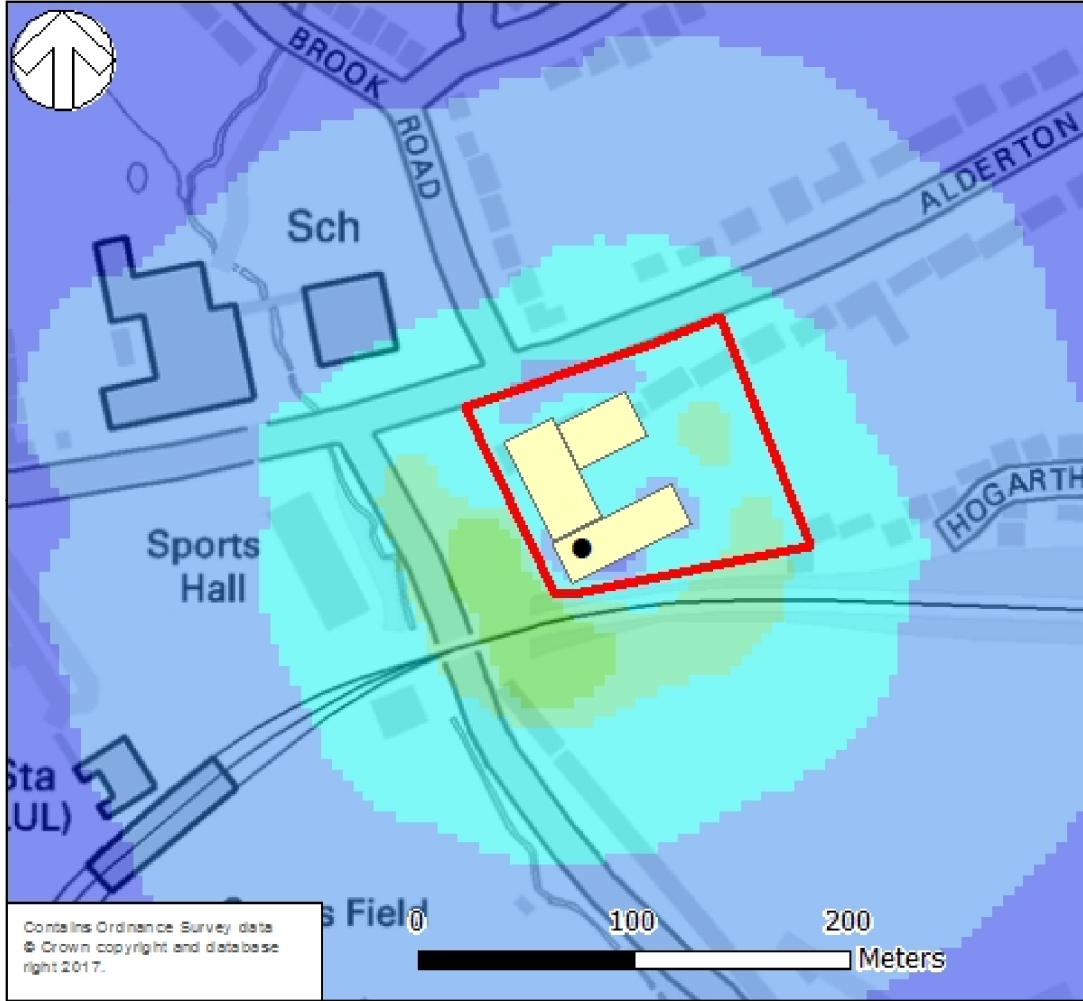 BROOK
ROAD
ALDERTON
Sch
HOGARTH
Sports
Hall
Sta
LUL)
s Field
0 100 200
Meters
Contains Ordnance Survey data
© Crown copyright and database
right 2017.